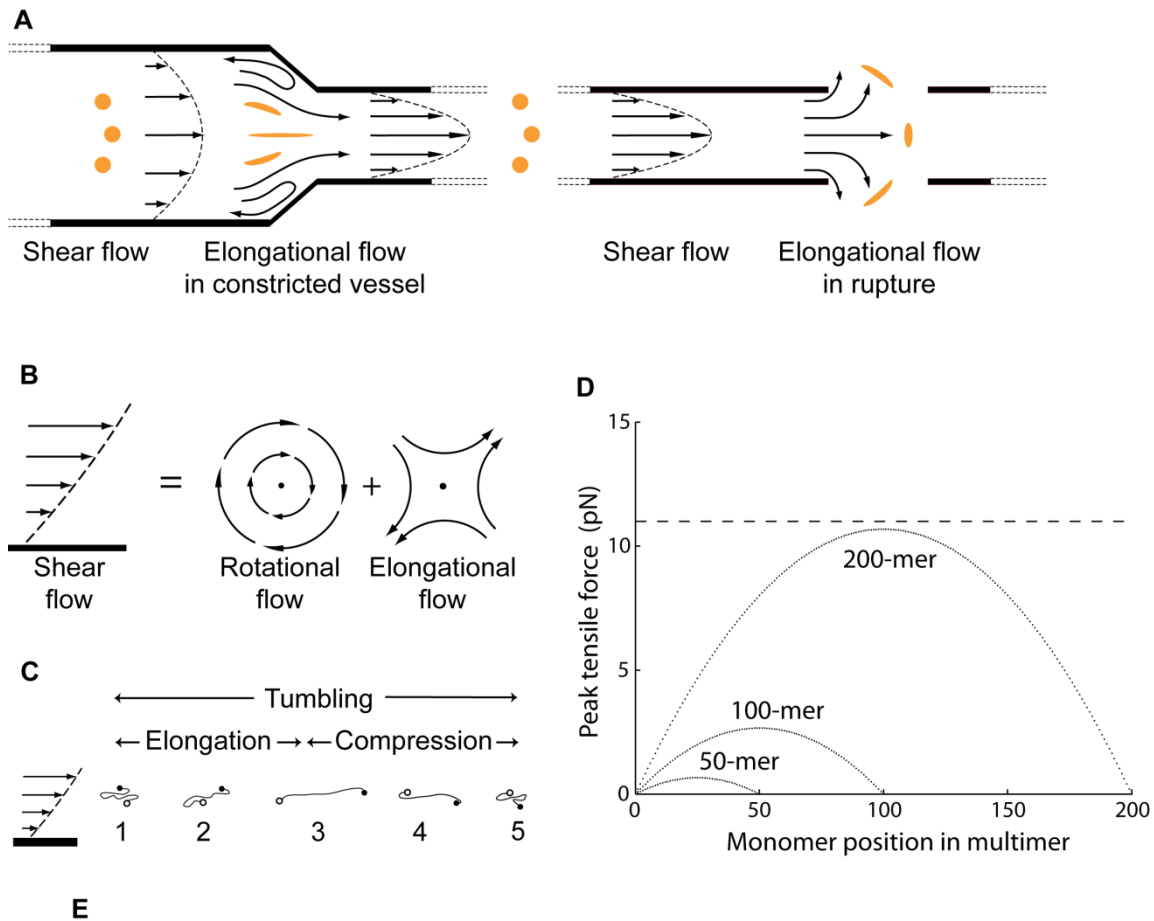 A
Shear flow
Elongational flow
in constricted vessel
Shear flow
Elongational flow
in rupture
B
=
+
Shear
flow
Rotational
flow
Elongational
flow
C
Tumbling
Elongation
Compression
1
2
3
4
5
D
Peak tensile force (pN)
15
10
5
0
200-mer
100-mer
50-mer
0
50
100
150
200
Monomer position in multimer
E